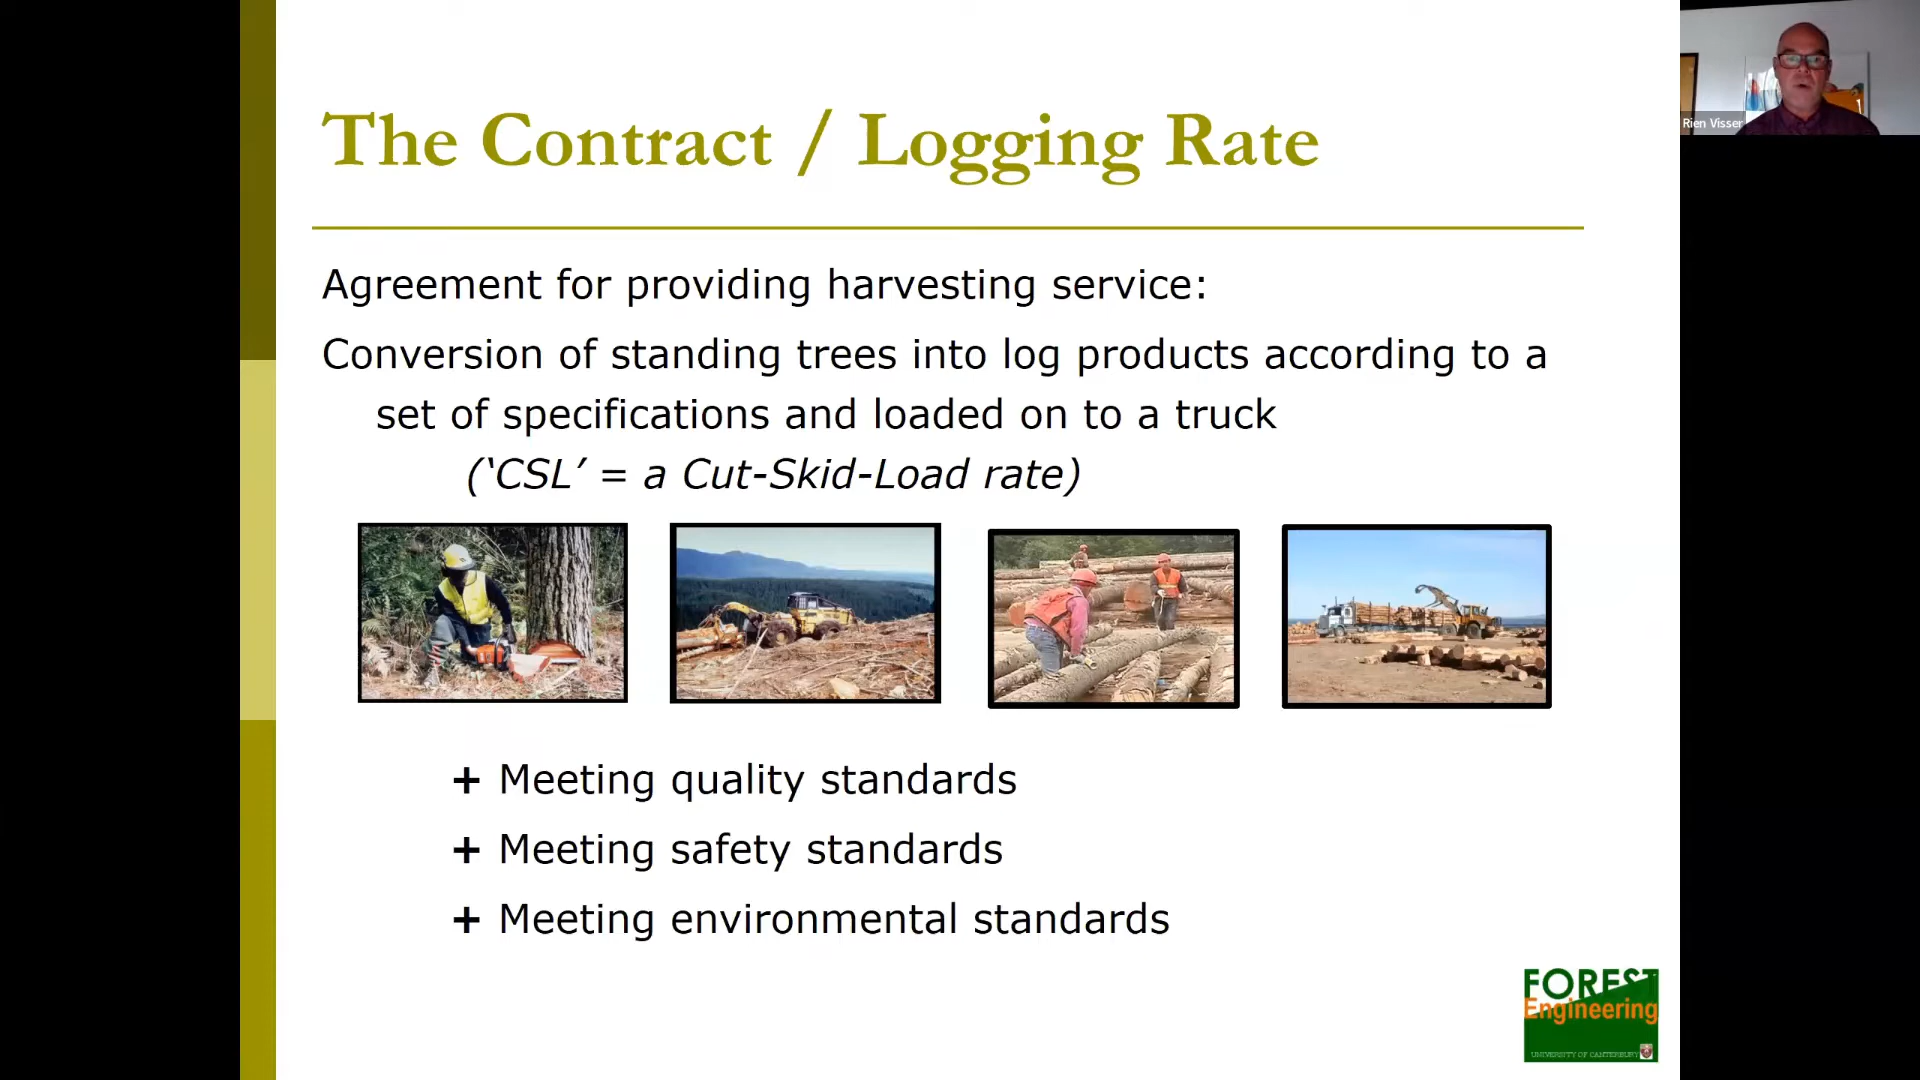 The Contract / Logging Rate
Rien Visser
Agreement for providing harvesting service:
Conversion of standing trees into log products according to a
set of specifications and loaded on to a truck
(‘CSL’ = a Cut-Skid-Load rate)
+ Meeting quality standards
+ Meeting safety standards
+ Meeting environmental standards
FOREST
Engineering
UNIVERSITY OF CANTERBURY